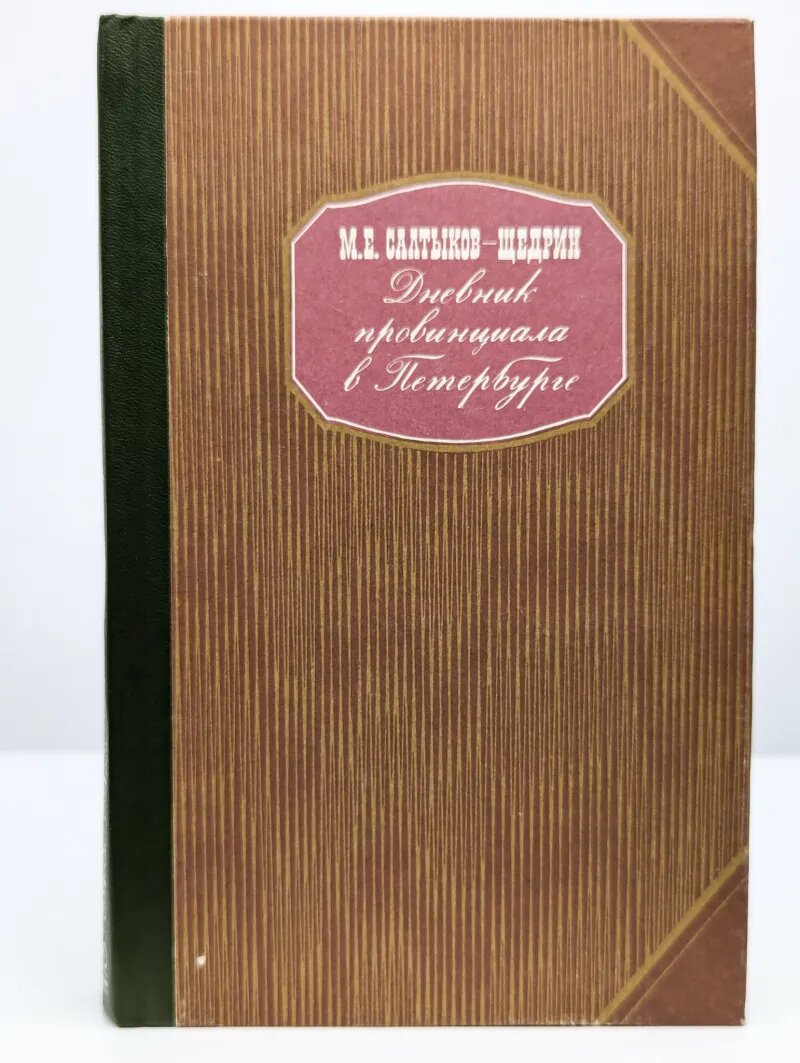 М.Е. САЛТЫКОВ–ЩЕДРИН
Дневник
провинциала
в Петербурге